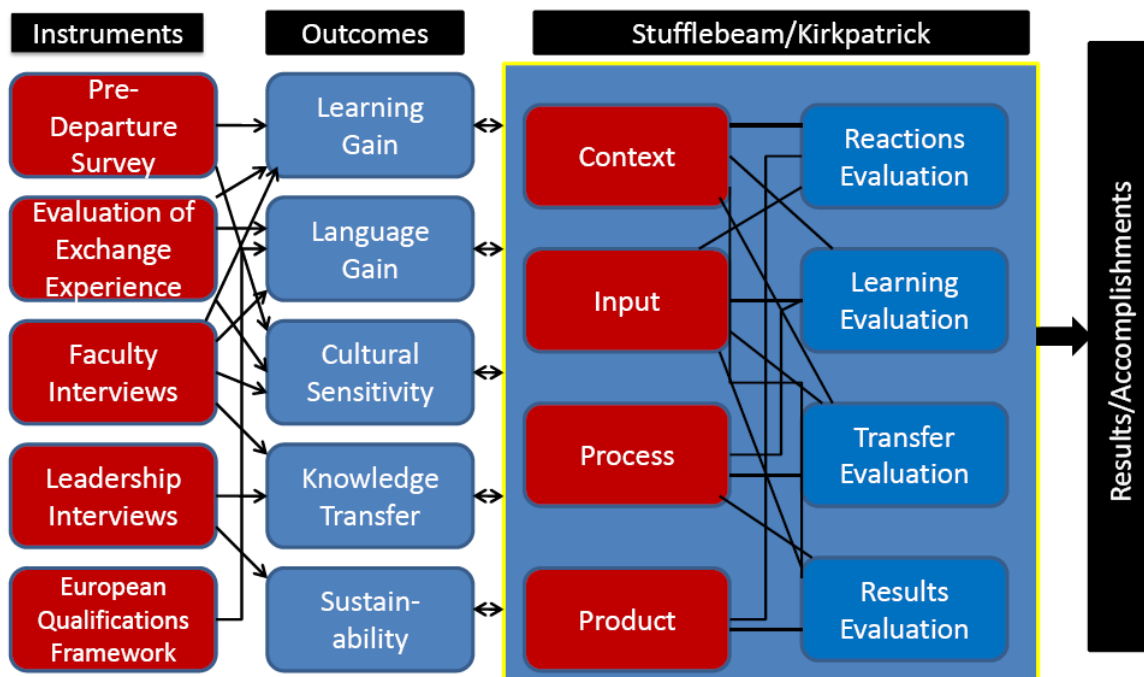 Instruments
Outcomes
Stufflebeam/Kirkpatrick
Pre-
Departure
Survey
Evaluation of
Exchange
Experience
Faculty
Interviews
Leadership
Interviews
European
Qualifications
Framework
Learning
Gain
Language
Gain
Cultural
Sensitivity
Knowledge
Transfer
Sustain-
ability
Context
Input
Process
Product
Reactions
Evaluation
Learning
Evaluation
Transfer
Evaluation
Results
Evaluation
Results/Accomplishments